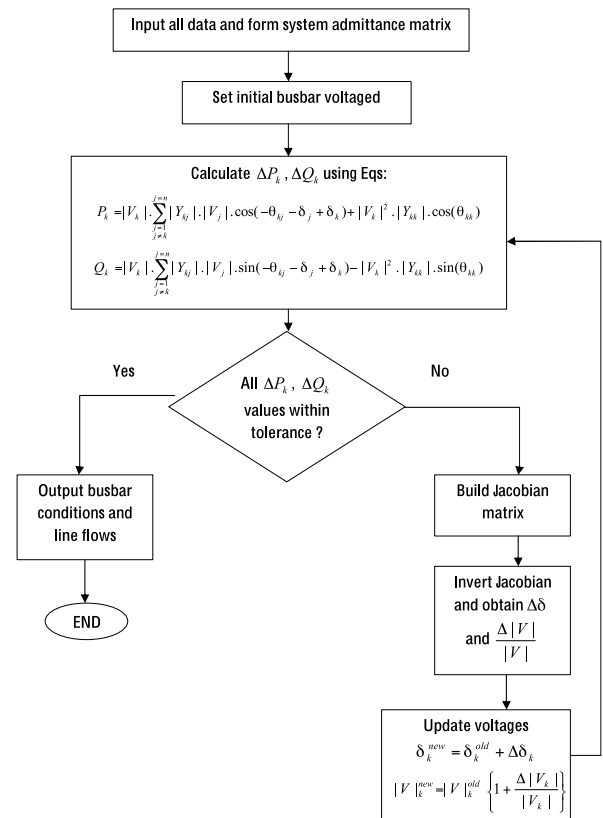 Input all data and form system admittance matrix
Set initial busbar voltaged
Calculate ΔP_k , ΔQ_k using Eqs:
P_k =|V_k|.∑_{j=1, j≠k}^{j=n}|Y_kj|.|V_j|.cos(−θ_kj − δ_j + δ_k)+|V_k|².|Y_kk|.cos(θ_kk)
Q_k =|V_k|.∑_{j=1, j≠k}^{j=n}|Y_kj|.|V_j|.sin(−θ_kj − δ_j + δ_k)−|V_k|².|Y_kk|.sin(θ_kk)
Yes
No
All ΔP_k , ΔQ_k
values within
tolerance ?
Output busbar
conditions and
line flows
END
Build Jacobian
matrix
Invert Jacobian
and obtain Δδ
and Δ|V| / |V|
Update voltages
δ_k^new = δ_k^old + Δδ_k
|V|_k^new =|V|_k^old {1 + Δ|V_k| / |V_k|}